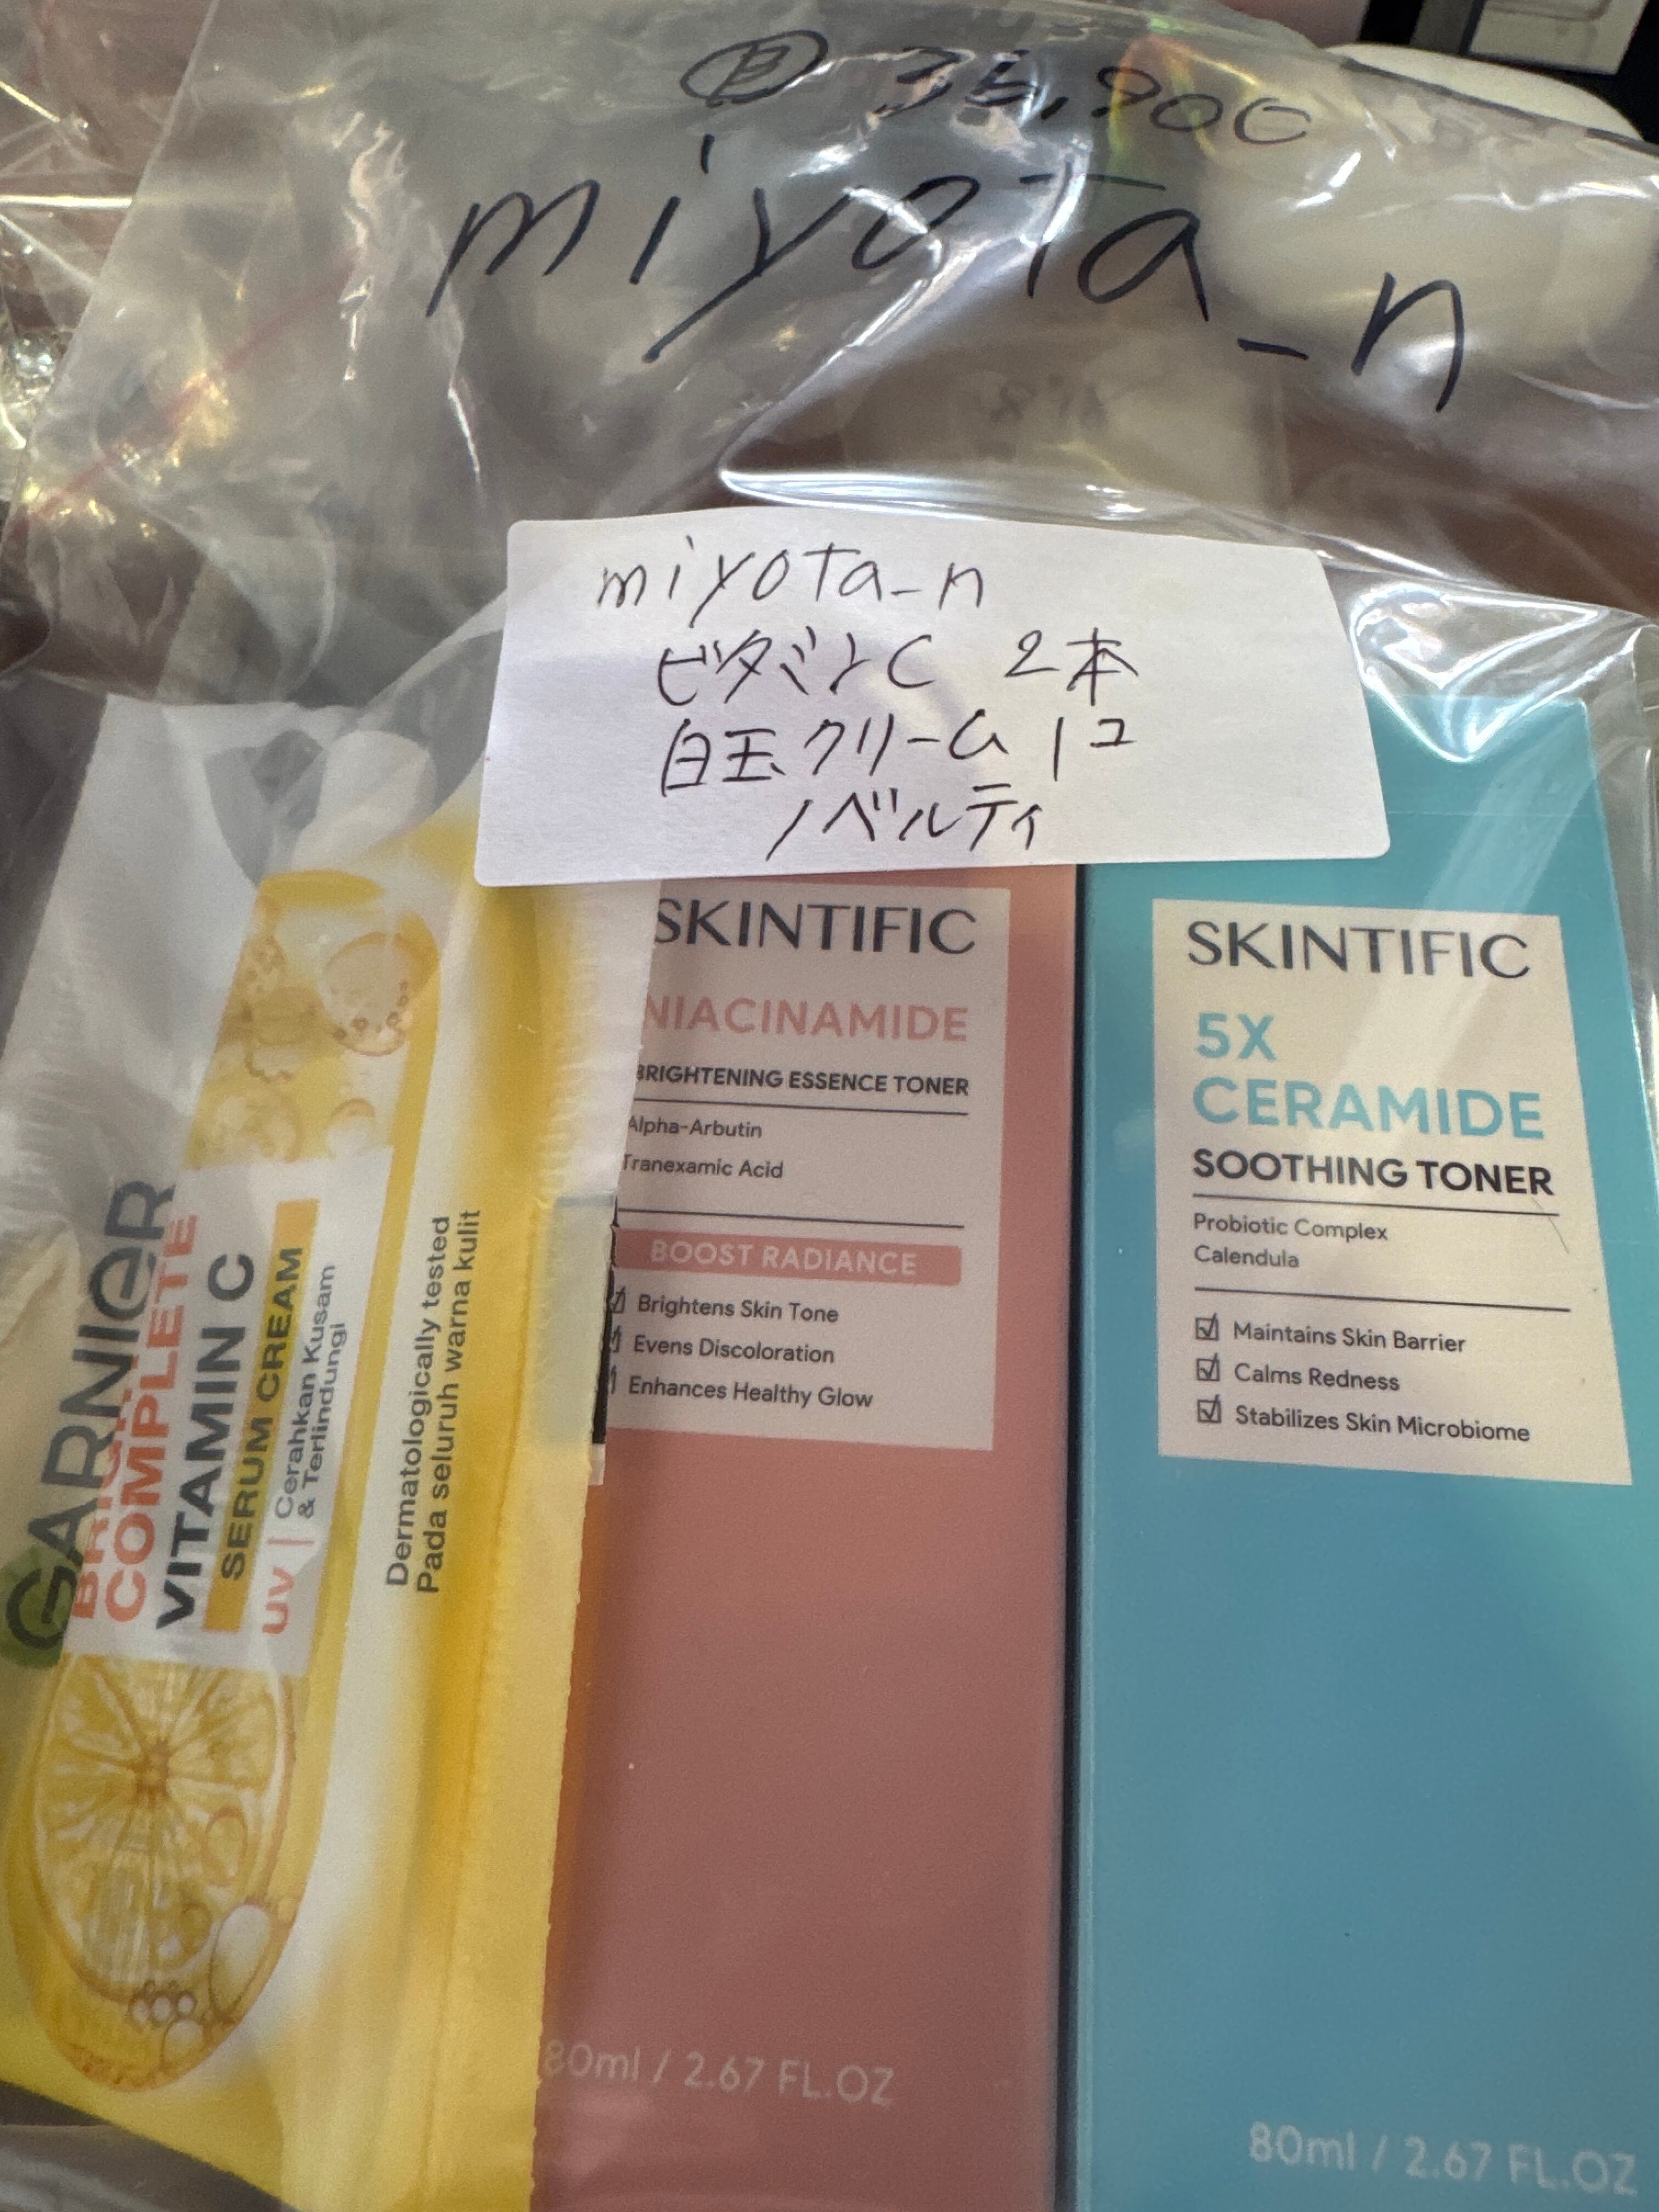 Ⓑ 35,900
miyota_n
miyota_n
ビタミンC 2本
白玉クリーム 1コ
ノベルティ
GARNIER
BRIGHT
COMPLETE
VITAMIN C
SERUM CREAM
UV | Cerahkan Kusam
& Terlindungi
Dermatologically tested
Pada seluruh warna kulit
SKINTIFIC
NIACINAMIDE
BRIGHTENING ESSENCE TONER
Alpha-Arbutin
Tranexamic Acid
BOOST RADIANCE
Brightens Skin Tone
Evens Discoloration
Enhances Healthy Glow
80ml / 2.67 FL.OZ
SKINTIFIC
5X
CERAMIDE
SOOTHING TONER
Probiotic Complex
Calendula
Maintains Skin Barrier
Calms Redness
Stabilizes Skin Microbiome
80ml / 2.67 FL.OZ